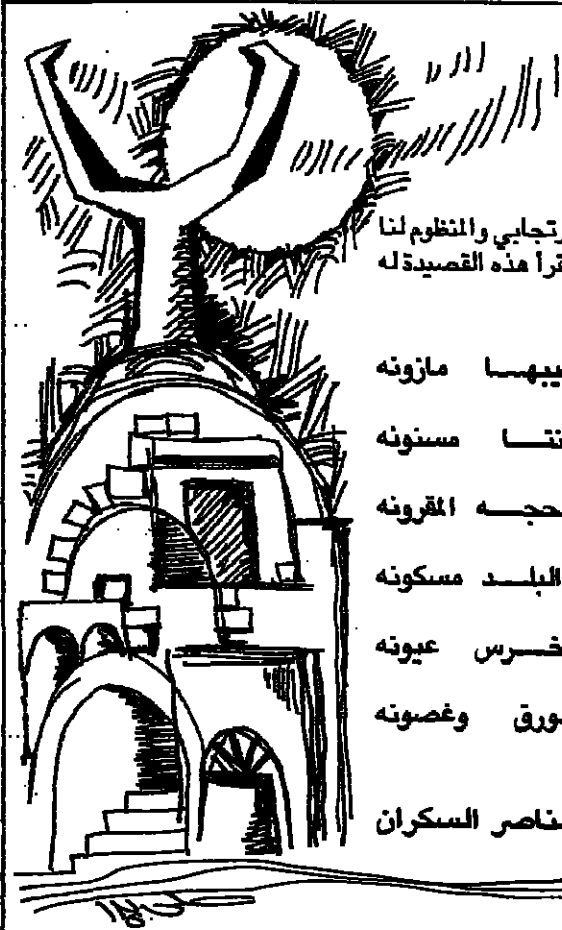 رتجابي والمنظوم لنا
قرأ هذه القصيدة له
يبهـا مازونه
نتـا مسنونه
حجـه المقرونه
البلـد مسكونه
خـرس عيونه
ورق وغصونه
ناصر السكران